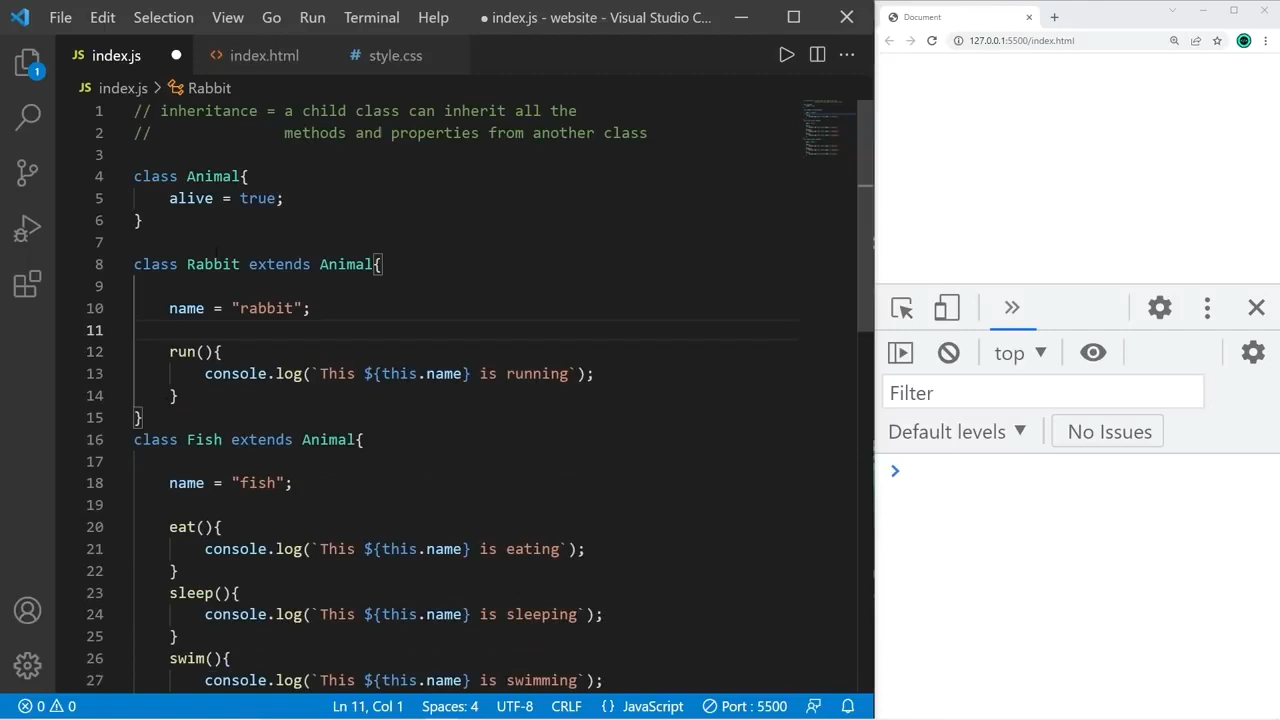 File Edit Selection View Go Run Terminal Help ● index.js - website - Visual Studio C...
JS index.js ● <> index.html # style.css
JS index.js > Rabbit
1 // inheritance = a child class can inherit all the
2 //               methods and properties from another class
3
4 class Animal{
5     alive = true;
6 }
7
8 class Rabbit extends Animal{
9
10     name = "rabbit";
11
12     run(){
13         console.log(`This ${this.name} is running`);
14     }
15 }
16 class Fish extends Animal{
17
18     name = "fish";
19
20     eat(){
21         console.log(`This ${this.name} is eating`);
22     }
23     sleep(){
24         console.log(`This ${this.name} is sleeping`);
25     }
26     swim(){
27         console.log(`This ${this.name} is swimming`);
1
0 0 Ln 11, Col 1 Spaces: 4 UTF-8 CRLF {} JavaScript Port : 5500
Document
127.0.0.1:5500/index.html
top
Filter
Default levels No Issues